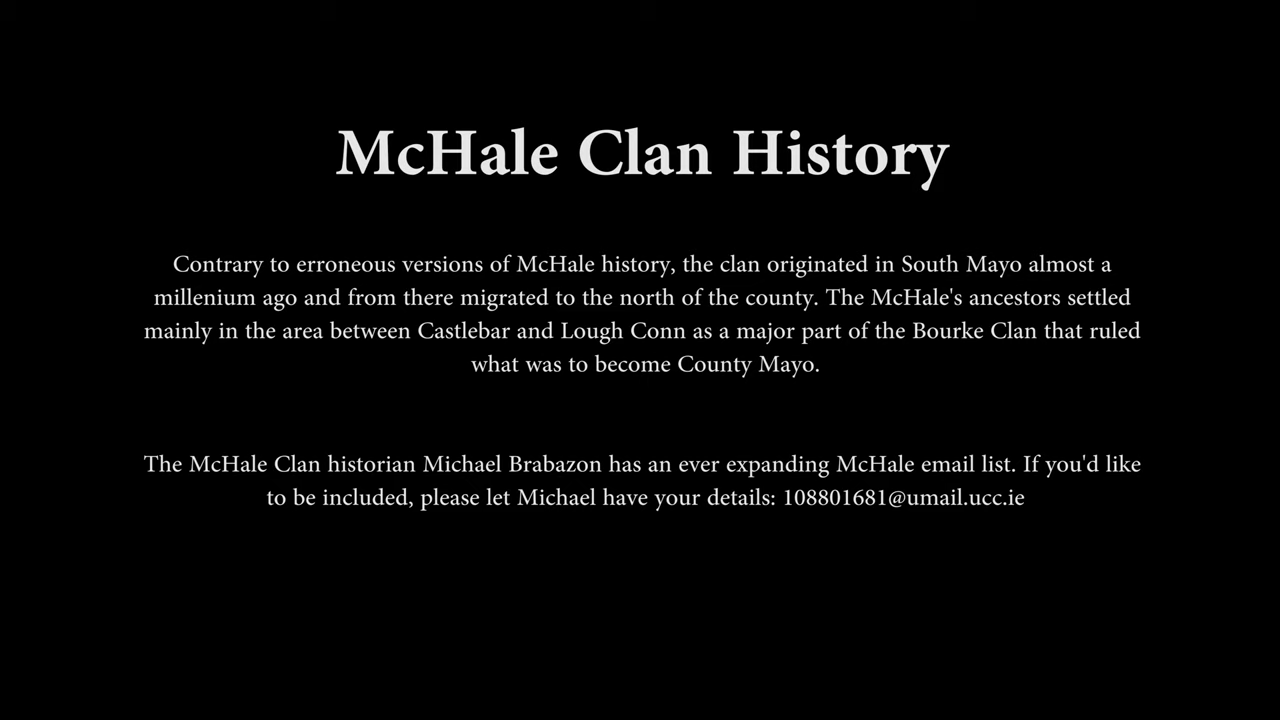 McHale Clan History
Contrary to erroneous versions of McHale history, the clan originated in South Mayo almost a
millenium ago and from there migrated to the north of the county. The McHale's ancestors settled
mainly in the area between Castlebar and Lough Conn as a major part of the Bourke Clan that ruled
what was to become County Mayo.
The McHale Clan historian Michael Brabazon has an ever expanding McHale email list. If you'd like
to be included, please let Michael have your details: 108801681@umail.ucc.ie